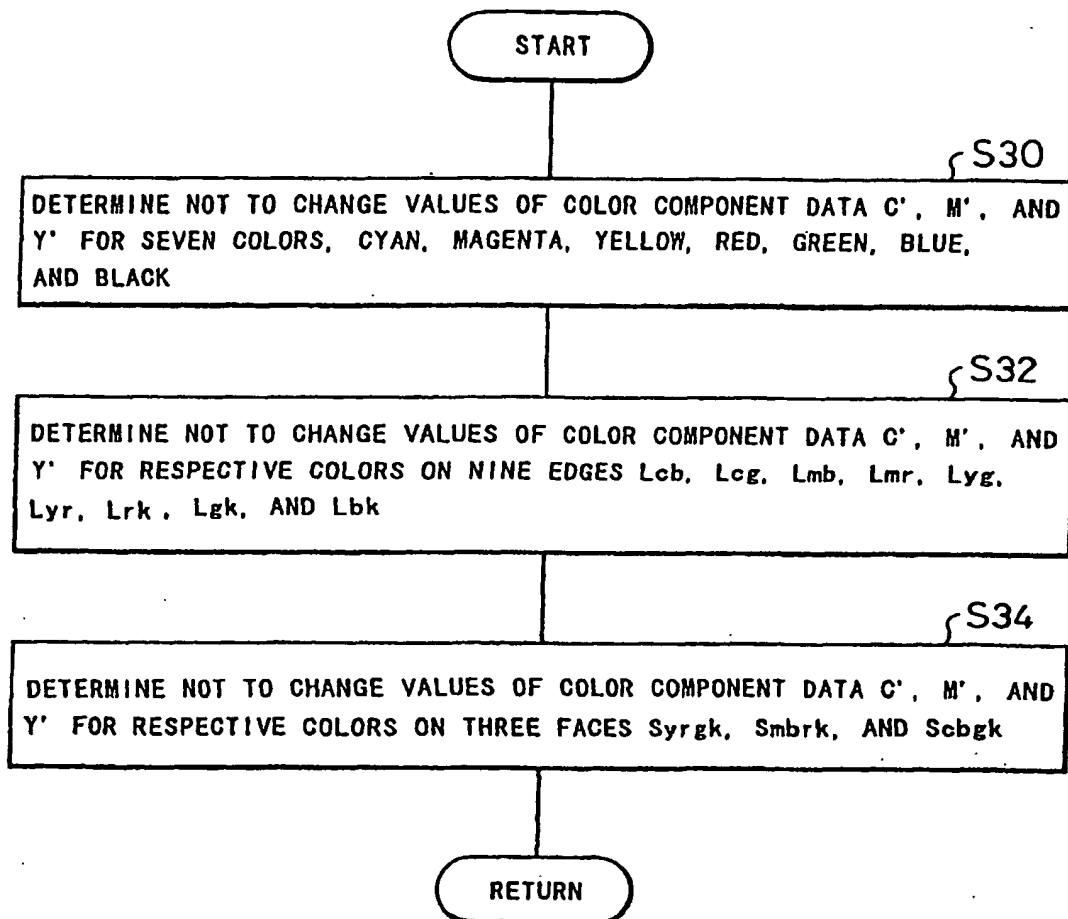 START
S30
DETERMINE NOT TO CHANGE VALUES OF COLOR COMPONENT DATA C', M', AND
Y' FOR SEVEN COLORS, CYAN, MAGENTA, YELLOW, RED, GREEN, BLUE,
AND BLACK
S32
DETERMINE NOT TO CHANGE VALUES OF COLOR COMPONENT DATA C', M', AND
Y' FOR RESPECTIVE COLORS ON NINE EDGES Lcb, Lcg, Lmb, Lmr, Lyg,
Lyr, Lrk, Lgk, AND Lbk
S34
DETERMINE NOT TO CHANGE VALUES OF COLOR COMPONENT DATA C', M', AND
Y' FOR RESPECTIVE COLORS ON THREE FACES Syrgk, Smbrk, AND Scbgk
RETURN